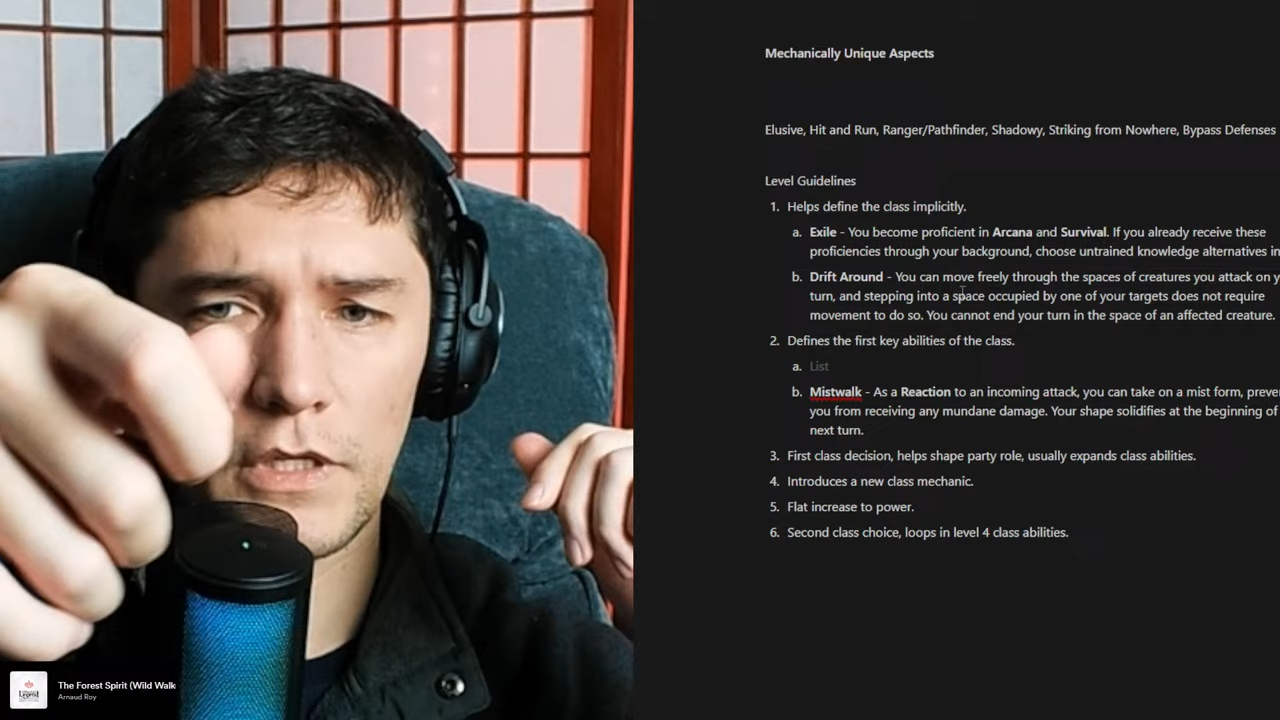 Mechanically Unique Aspects
Elusive, Hit and Run, Ranger/Pathfinder, Shadowy, Striking from Nowhere, Bypass Defenses
Level Guidelines
1. Helps define the class implicitly.
a. Exile - You become proficient in Arcana and Survival. If you already receive these
proficiencies through your background, choose untrained knowledge alternatives in
b. Drift Around - You can move freely through the spaces of creatures you attack on y
turn, and stepping into a space occupied by one of your targets does not require
movement to do so. You cannot end your turn in the space of an affected creature.
2. Defines the first key abilities of the class.
a. List
b. Mistwalk - As a Reaction to an incoming attack, you can take on a mist form, preve
you from receiving any mundane damage. Your shape solidifies at the beginning of
next turn.
3. First class decision, helps shape party role, usually expands class abilities.
4. Introduces a new class mechanic.
5. Flat increase to power.
6. Second class choice, loops in level 4 class abilities.
Legend
The Forest Spirit (Wild Walk
Arnaud Roy